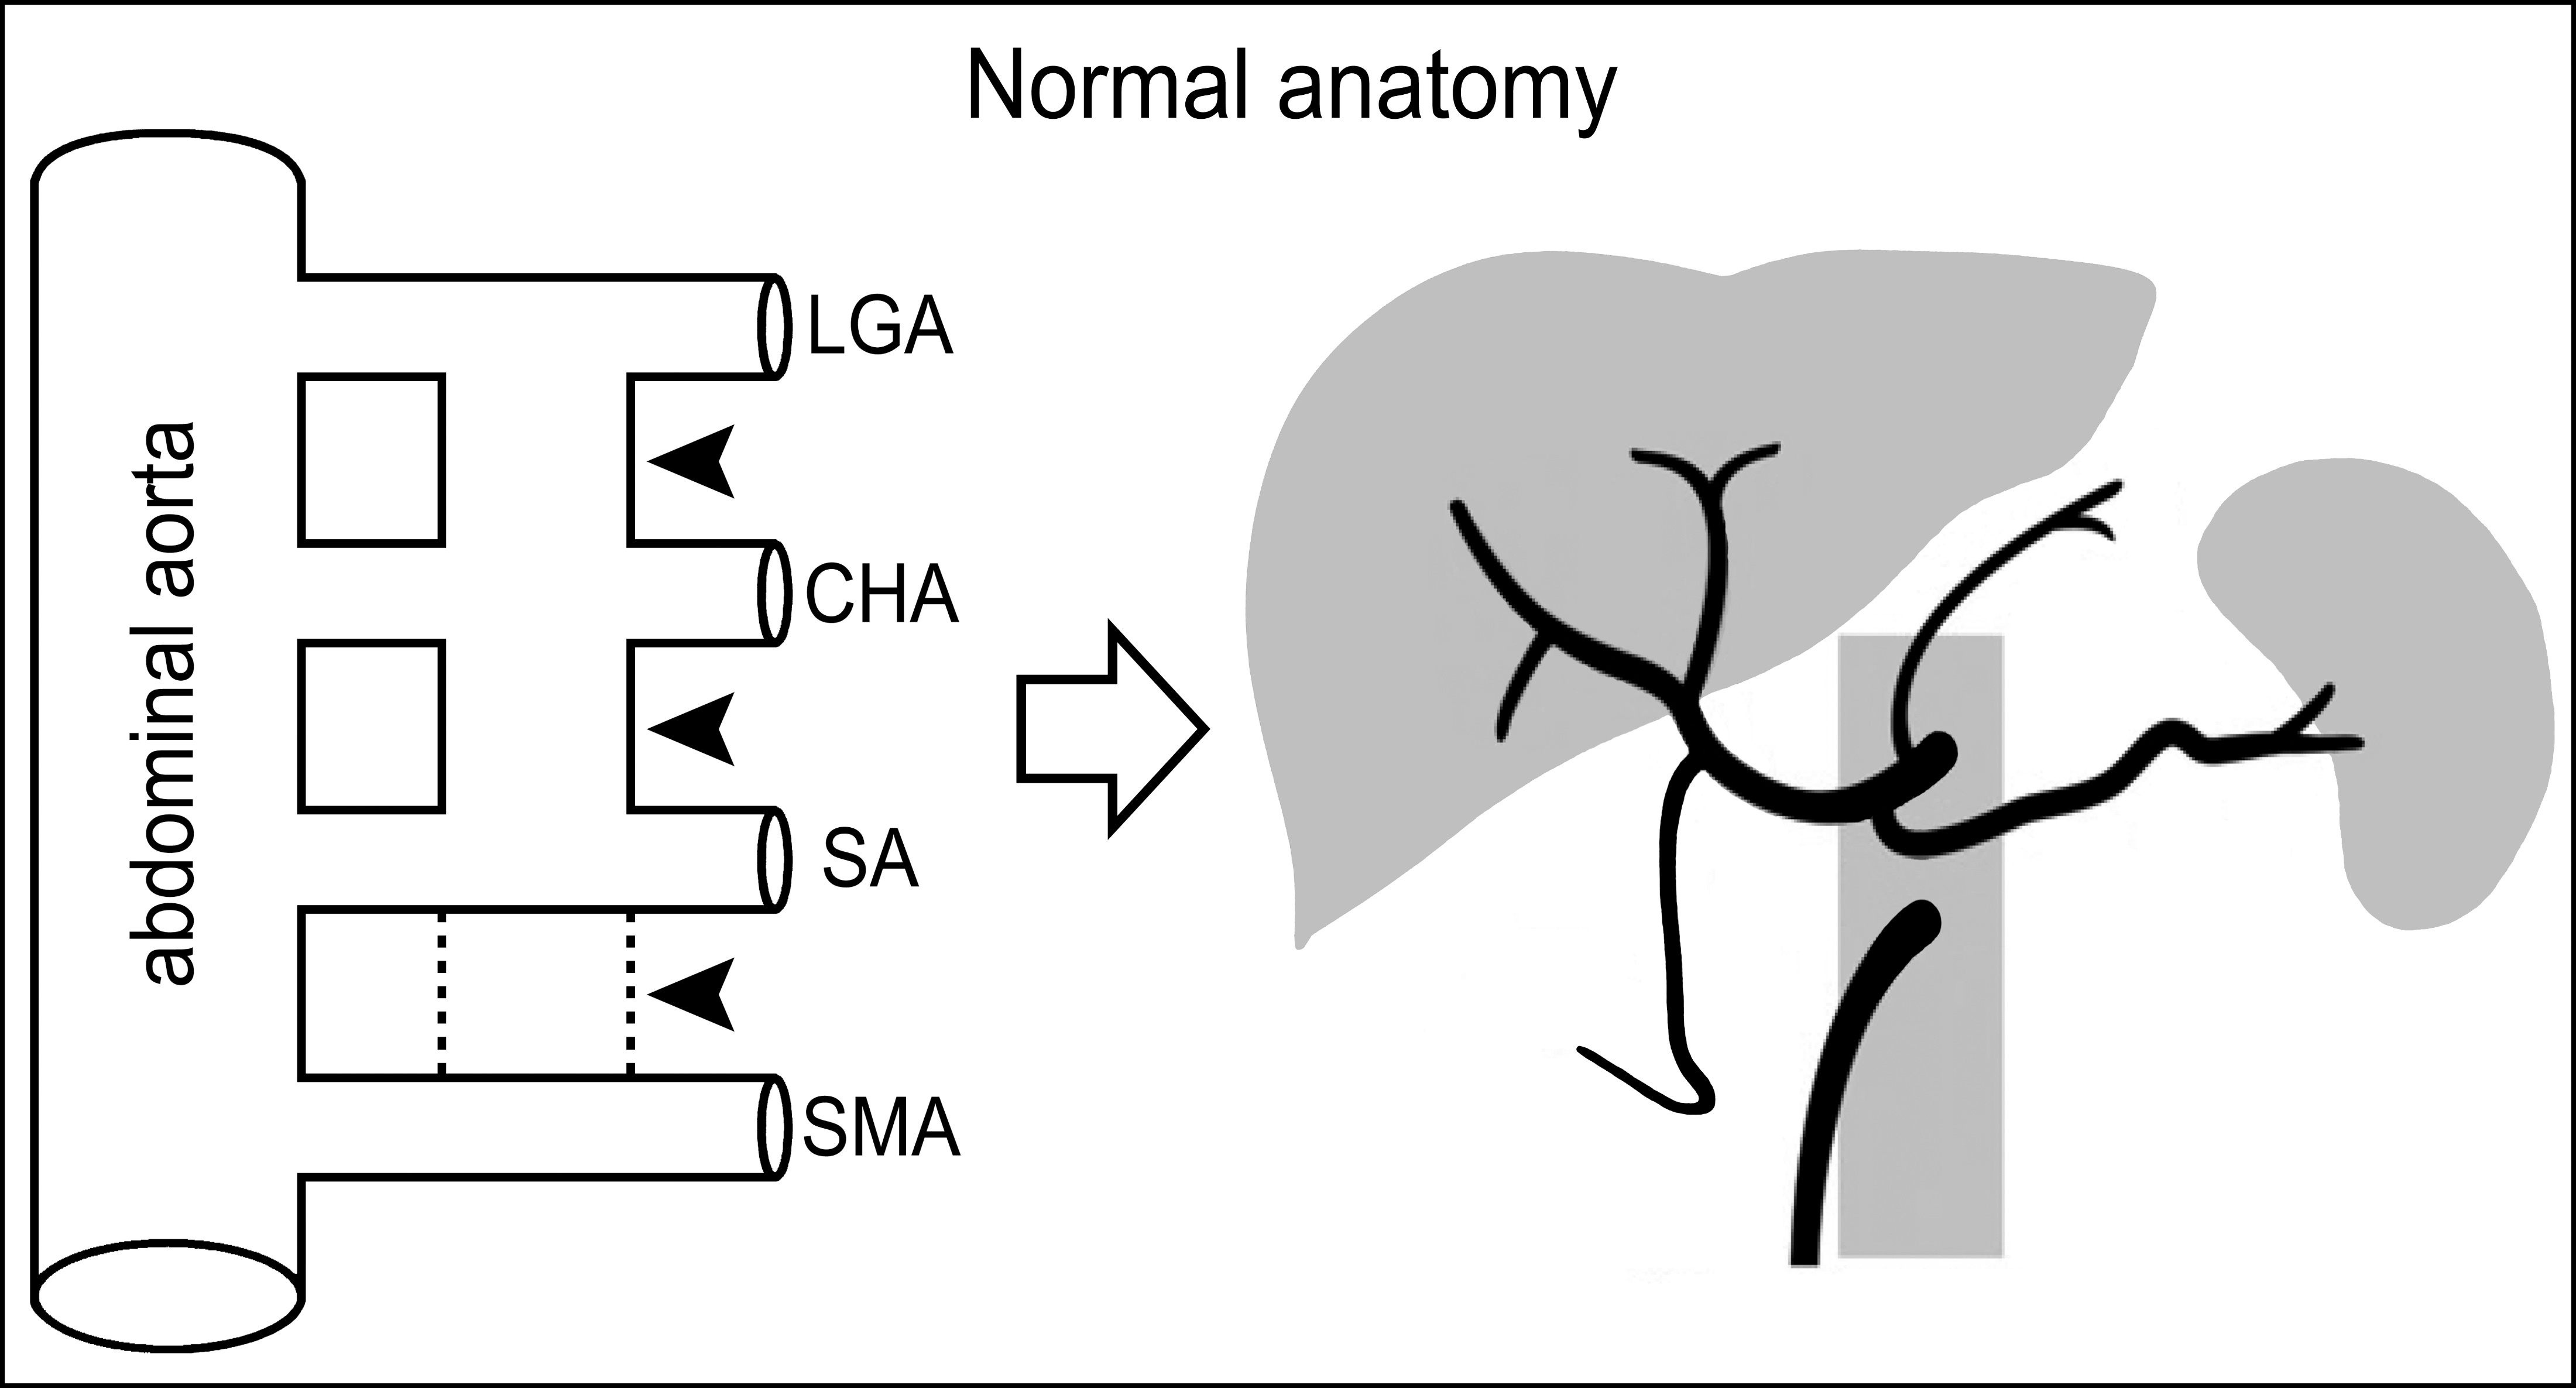 Normal anatomy
abdominal aorta
LGA
CHA
SA
SMA